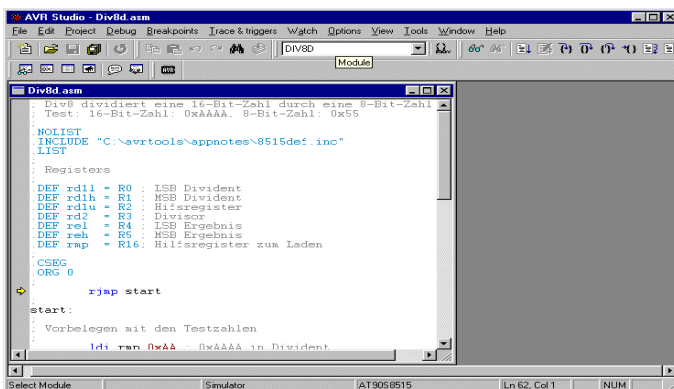 AVR Studio - Div8d.asm
File Edit Project Debug Breakpoints Trace & triggers Watch Options View Tools Window Help
DIV8D
Module
Div8d.asm
; Div8 dividiert eine 16-Bit-Zahl durch eine 8-Bit-Zahl
; Test: 16-Bit-Zahl: 0xAAAA, 8-Bit-Zahl: 0x55
;
.NOLIST
.INCLUDE "C:\avrtools\appnotes\8515def.inc"
.LIST
;
; Registers
;
.DEF rd1l = R0 ; LSB Divident
.DEF rd1h = R1 ; MSB Divident
.DEF rd1u = R2 ; Hifsregister
.DEF rd2 = R3 ; Divisor
.DEF rel = R4 ; LSB Ergebnis
.DEF reh = R5 ; MSB Ergebnis
.DEF rmp = R16; Hilfsregister zum Laden
;
.CSEG
.ORG 0
;
rjmp start
;
start:
;
; Vorbelegen mit den Testzahlen
;
ldi rmp,0xAA ; 0xAAAA in Divident
Select Module Simulator AT90S8515 Ln 62, Col 1 NUM